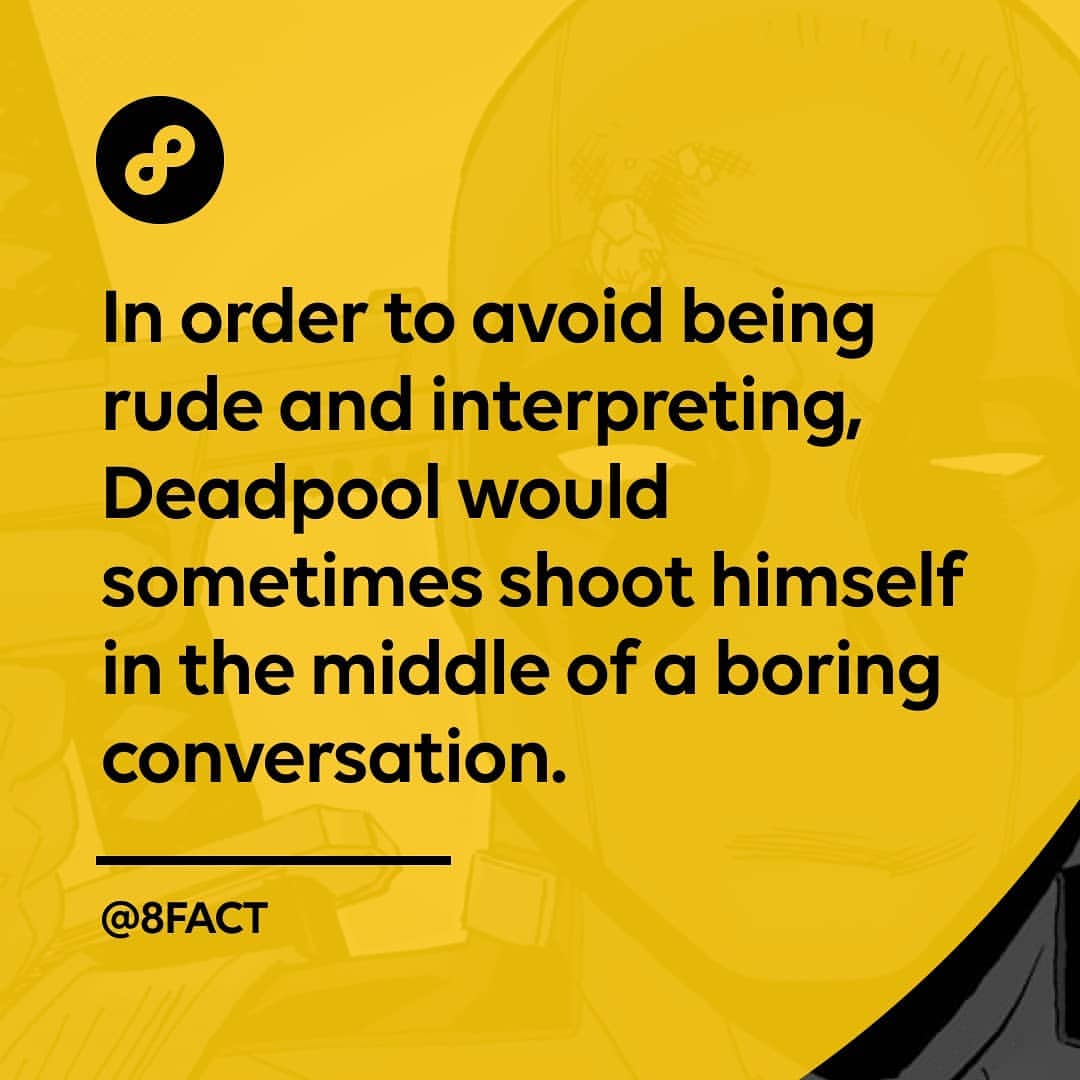 In order to avoid being
rude and interpreting,
Deadpool would
sometimes shoot himself
in the middle of a boring
conversation.
@8FACT